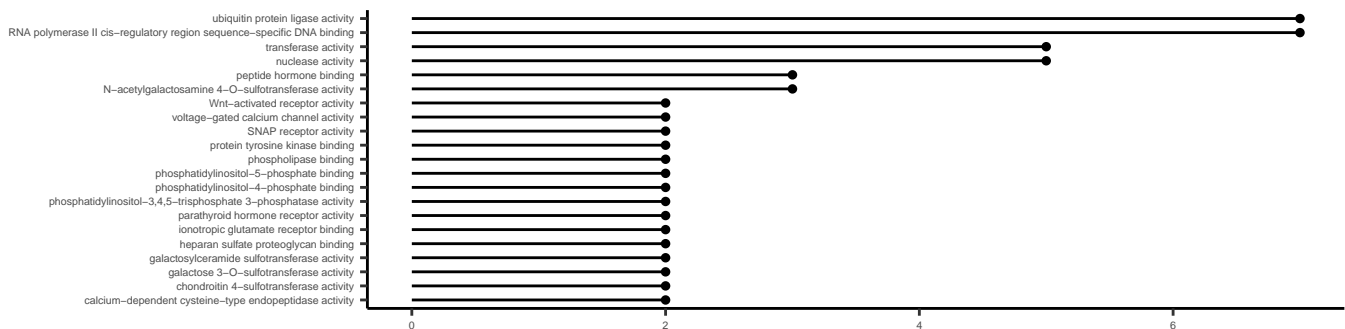 ubiquitin protein ligase activity
RNA polymerase II cis−regulatory region sequence−specific DNA binding
transferase activity
nuclease activity
peptide hormone binding
N−acetylgalactosamine 4−O−sulfotransferase activity
Wnt−activated receptor activity
voltage−gated calcium channel activity
SNAP receptor activity
protein tyrosine kinase binding
phospholipase binding
phosphatidylinositol−5−phosphate binding
phosphatidylinositol−4−phosphate binding
phosphatidylinositol−3,4,5−trisphosphate 3−phosphatase activity
parathyroid hormone receptor activity
ionotropic glutamate receptor binding
heparan sulfate proteoglycan binding
galactosylceramide sulfotransferase activity
galactose 3−O−sulfotransferase activity
chondroitin 4−sulfotransferase activity
calcium−dependent cysteine−type endopeptidase activity
0 2 4 6